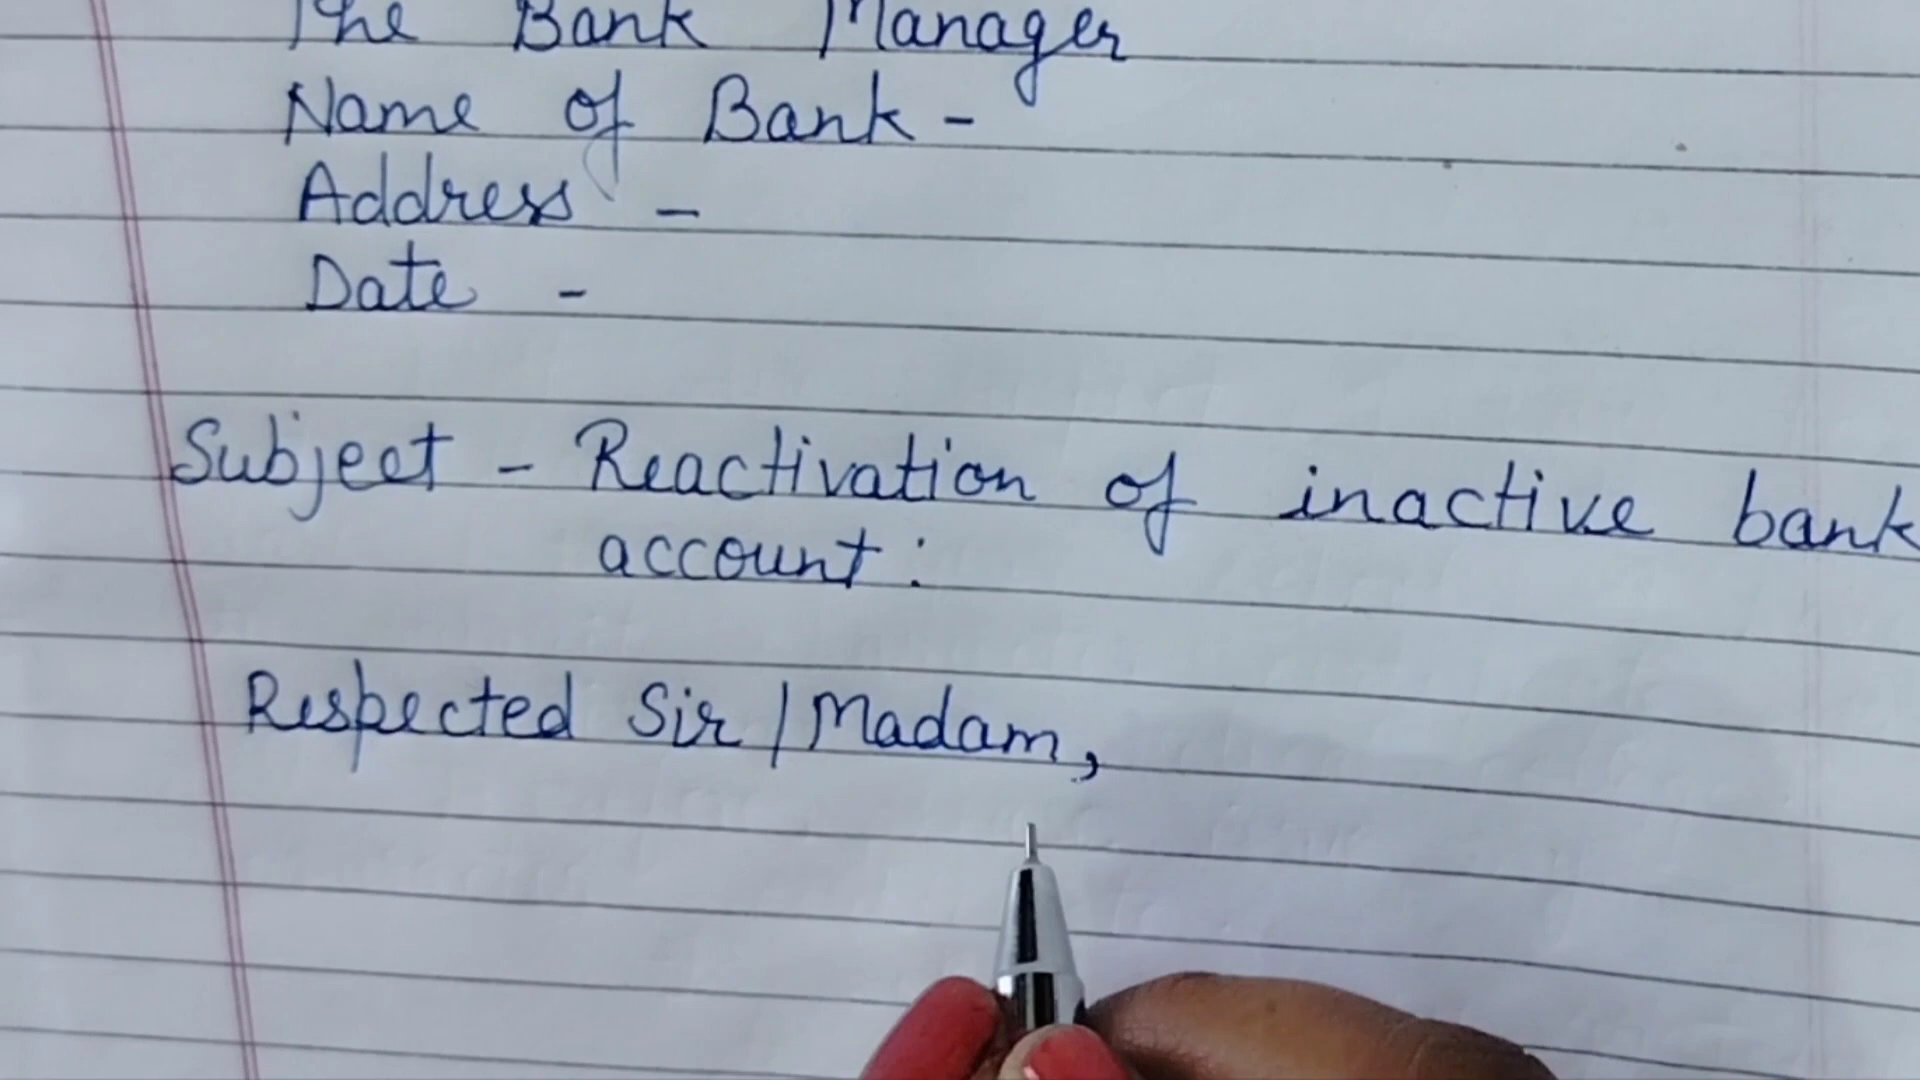 The Bank Manager
Name of Bank -
Address -
Date -
Subject - Reactivation of inactive bank
account :
Respected Sir / Madam,